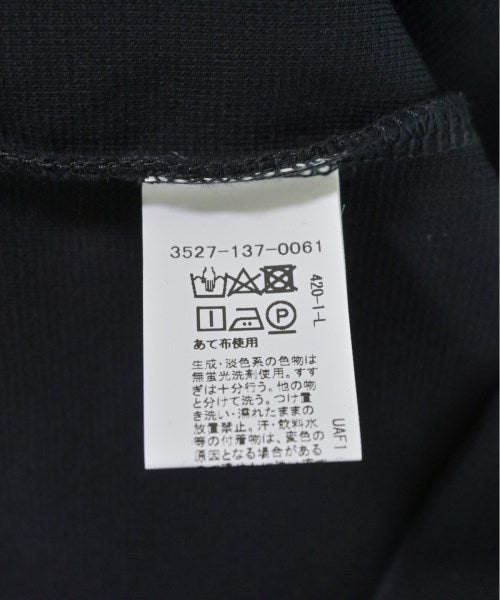 3527-137-0061
P
420-1-L
あて布使用
生成・淡色系の色物は
無蛍光洗剤使用。すす
ぎは十分行う。他の物
と分けて洗う。つけ置
き洗い・濡れたままの
放置禁止。汗・飲料水
等の付着物は、変色の
原因となる場合がある
UAF1